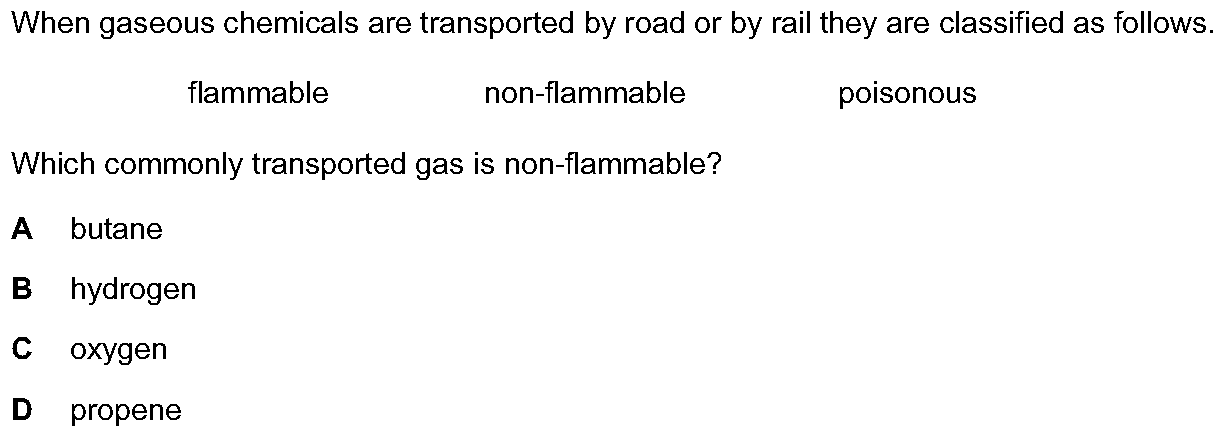 When gaseous chemicals are transported by road or by rail they are classified as follows.
flammable non-flammable poisonous
Which commonly transported gas is non-flammable?
A butane
B hydrogen
C oxygen
D propene